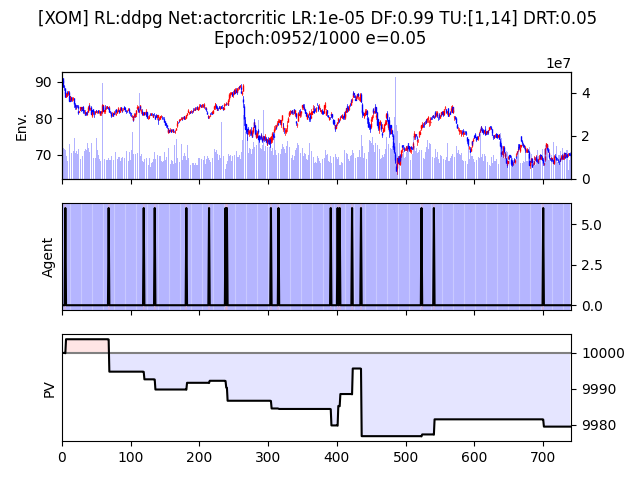 [XOM] RL:ddpg Net:actorcritic LR:1e-05 DF:0.99 TU:[1,14] DRT:0.05
Epoch:0952/1000 e=0.05
1e7
90
80
70
Env.
4
2
0
Agent
5.0
2.5
0.0
PV
10000
9990
9980
0 100 200 300 400 500 600 700